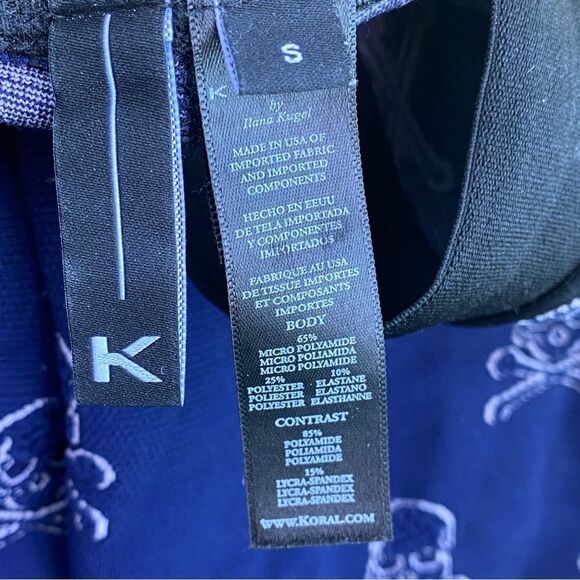 K
S
K
by
Ilana Kugel
MADE IN USA OF
IMPORTED FABRIC
AND IMPORTED
COMPONENTS
HECHO EN EEUU
DE TELA IMPORTADA
Y COMPONENTES
IMPORTADOS
FABRIQUE AU USA
DE TISSUE IMPORTES
ET COMPOSANTS
IMPORTES
BODY
65%
MICRO POLYAMIDE
MICRO POLIAMIDA
MICRO POLYAMIDE
25% 10%
POLYESTER ELASTANE
POLIESTER ELASTANO
POLYESTER ELASTHANNE
CONTRAST
85%
POLYAMIDE
POLIAMIDA
POLYAMIDE
15%
LYCRA-SPANDEX
LYCRA-SPANDEX
LYCRA-SPANDEX
WWW.KORAL.COM